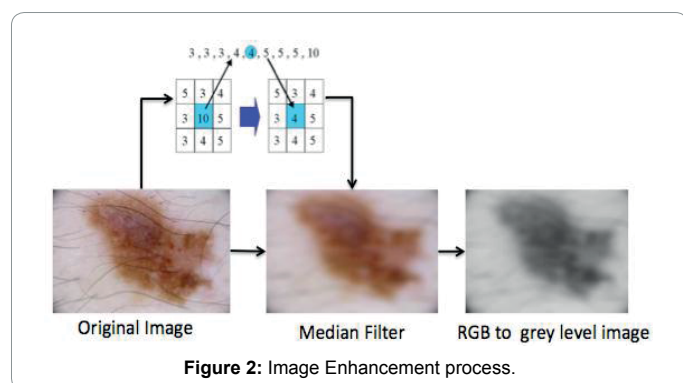 3 , 3 , 3 , 4 , 4 , 5 , 5 , 5 , 10
5 3 4
3 10 5
3 4 5
5 3 4
3 4 5
3 4 5
Original Image
Median Filter
RGB to grey level image
Figure 2: Image Enhancement process.